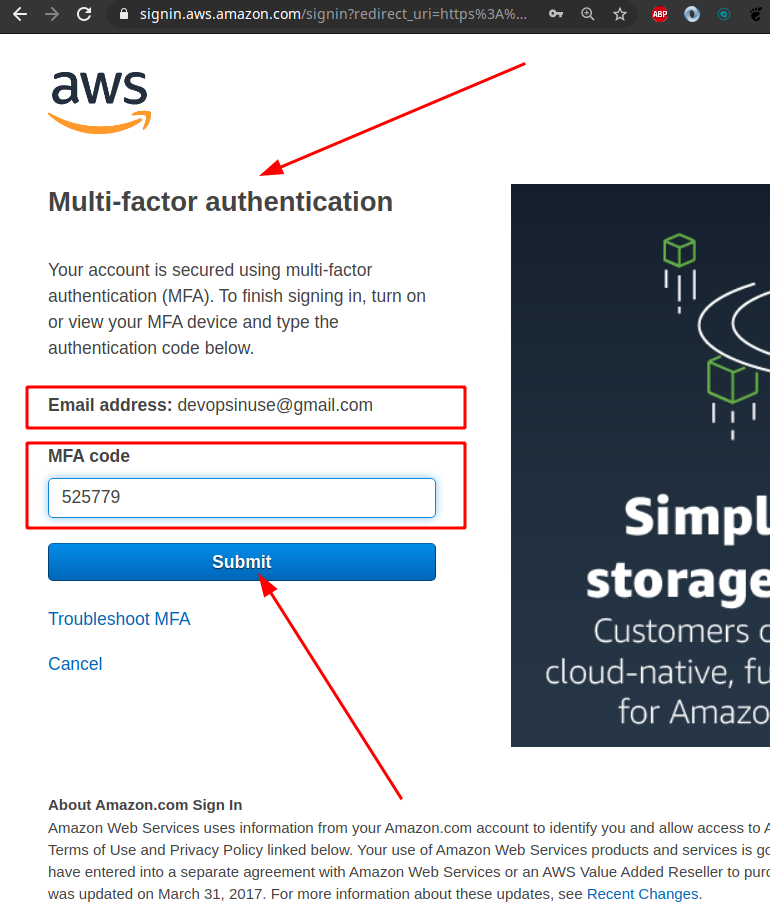 signin.aws.amazon.com/signin?redirect_uri=https%3A%...
ABP
aws
Multi-factor authentication
Your account is secured using multi-factor
authentication (MFA). To finish signing in, turn on
or view your MFA device and type the
authentication code below.
Email address: devopsinuse@gmail.com
MFA code
525779
Submit
Troubleshoot MFA
Cancel
Simpl
storage
Customers c
cloud-native, fu
for Amazo
About Amazon.com Sign In
Amazon Web Services uses information from your Amazon.com account to identify you and allow access to A
Terms of Use and Privacy Policy linked below. Your use of Amazon Web Services products and services is go
have entered into a separate agreement with Amazon Web Services or an AWS Value Added Reseller to purc
was updated on March 31, 2017. For more information about these updates, see Recent Changes.